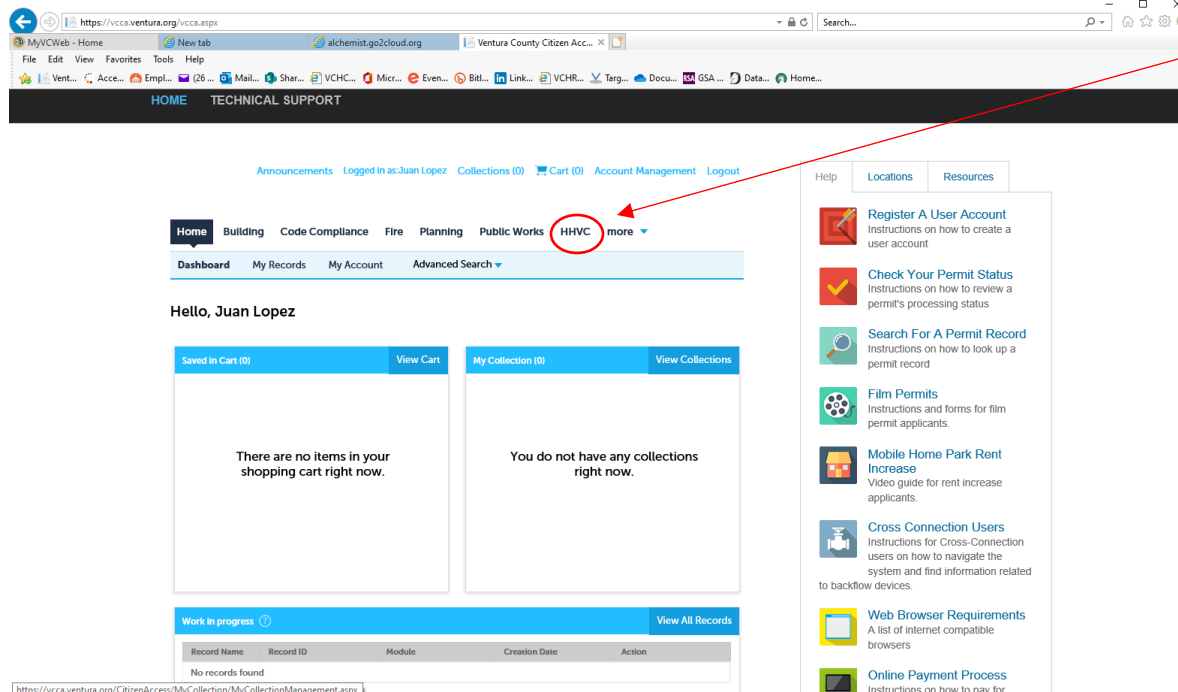 https://vcca.ventura.org/vcca.aspx
Search...
MyVCWeb - Home
New tab
alchemist.go2cloud.org
Ventura County Citizen Acc...
File Edit View Favorites Tools Help
Vent... Acce... Empl... (26 ... Mail... Shar... VCHC... Micr... Even... Bitl... Link... VCHR... Targ... Docu... RSA GSA ... Data... Home...
HOME TECHNICAL SUPPORT
Announcements Logged in as:Juan Lopez Collections (0) Cart (0) Account Management Logout
Home Building Code Compliance Fire Planning Public Works HHVC more
Dashboard My Records My Account Advanced Search
Hello, Juan Lopez
Saved in Cart (0) View Cart
There are no items in your
shopping cart right now.
My Collection (0) View Collections
You do not have any collections
right now.
Work in progress ? View All Records
Record Name Record ID Module Creation Date Action
No records found
https://vcca.ventura.org/CitizenAccess/MyCollection/MyCollectionManagement.aspx
Help Locations Resources
Register A User Account
Instructions on how to create a
user account
Check Your Permit Status
Instructions on how to review a
permit's processing status
Search For A Permit Record
Instructions on how to look up a
permit record
Film Permits
Instructions and forms for film
permit applicants.
Mobile Home Park Rent
Increase
Video guide for rent increase
applicants.
Cross Connection Users
Instructions for Cross-Connection
users on how to navigate the
system and find information related
to backflow devices.
Web Browser Requirements
A list of internet compatible
browsers
Online Payment Process
Instructions on how to pay for